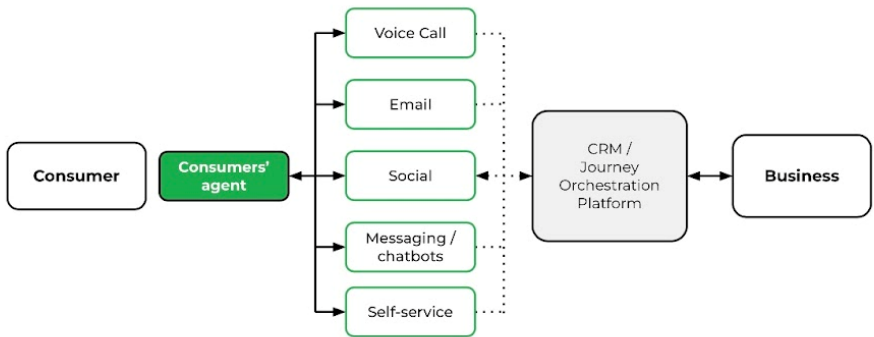 Consumer
Consumers'
agent
Voice Call
Email
Social
Messaging /
chatbots
Self-service
CRM /
Journey
Orchestration
Platform
Business